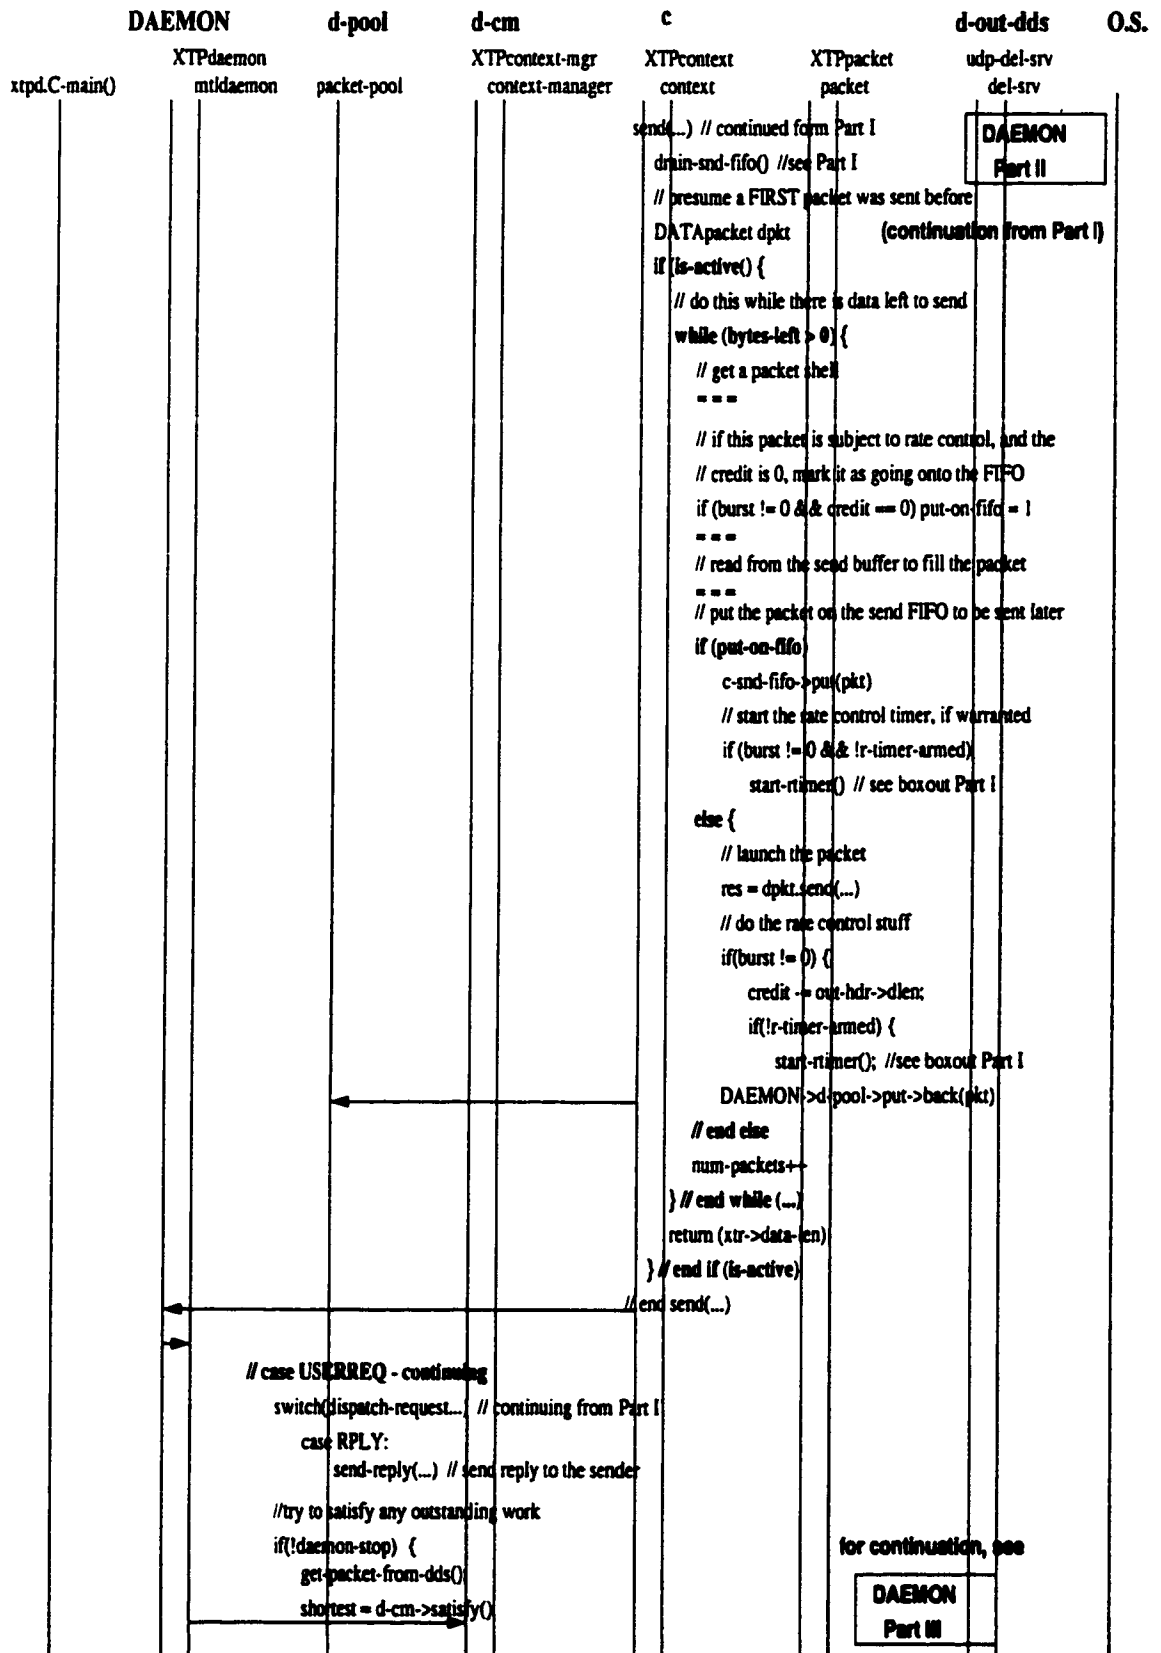 DAEMON d-pool d-cm c d-out-dds O.S.
XTPdaemon XTPcontext-mgr XTPcontext XTPpacket udp-del-srv
xtpd.C-main() mtldaemon packet-pool context-manager context packet del-srv
send(...) // continued form Part I
DAEMON
Part II
drain-snd-fifo() //see Part I
// presume a FIRST packet was sent before
DATApacket dpkt (continuation from Part I)
if (is-active() {
// do this while there is data left to send
while (bytes-left > 0) {
// get a packet shell
= = =
// if this packet is subject to rate control, and the
// credit is 0, mark it as going onto the FIFO
if (burst != 0 && credit == 0) put-on-fifo = 1
= = =
// read from the send buffer to fill the packet
= = =
// put the packet on the send FIFO to be sent later
if (put-on-fifo)
c-snd-fifo->put(pkt)
// start the rate control timer, if warranted
if (burst != 0 && !r-timer-armed)
start-rtimer() // see boxout Part I
else {
// launch the packet
res = dpkt.send(...)
// do the rate control stuff
if(burst != 0) {
credit -= out-hdr->dlen;
if(!r-timer-armed) {
start-rtimer(); //see boxout Part I
DAEMON->d-pool->put->back(pkt)
// end else
num-packets++
} // end while (...)
return (xtr->data-len)
} // end if (is-active)
// end send(...)
// case USERREQ - continuing
switch(dispatch-request...) // continuing from Part I
case RPLY:
send-reply(...) // send reply to the sender
//try to satisfy any outstanding work
if(!daemon-stop) {
get-packet-from-dds()
shortest = d-cm->satisfy()
for continuation, see
DAEMON
Part III